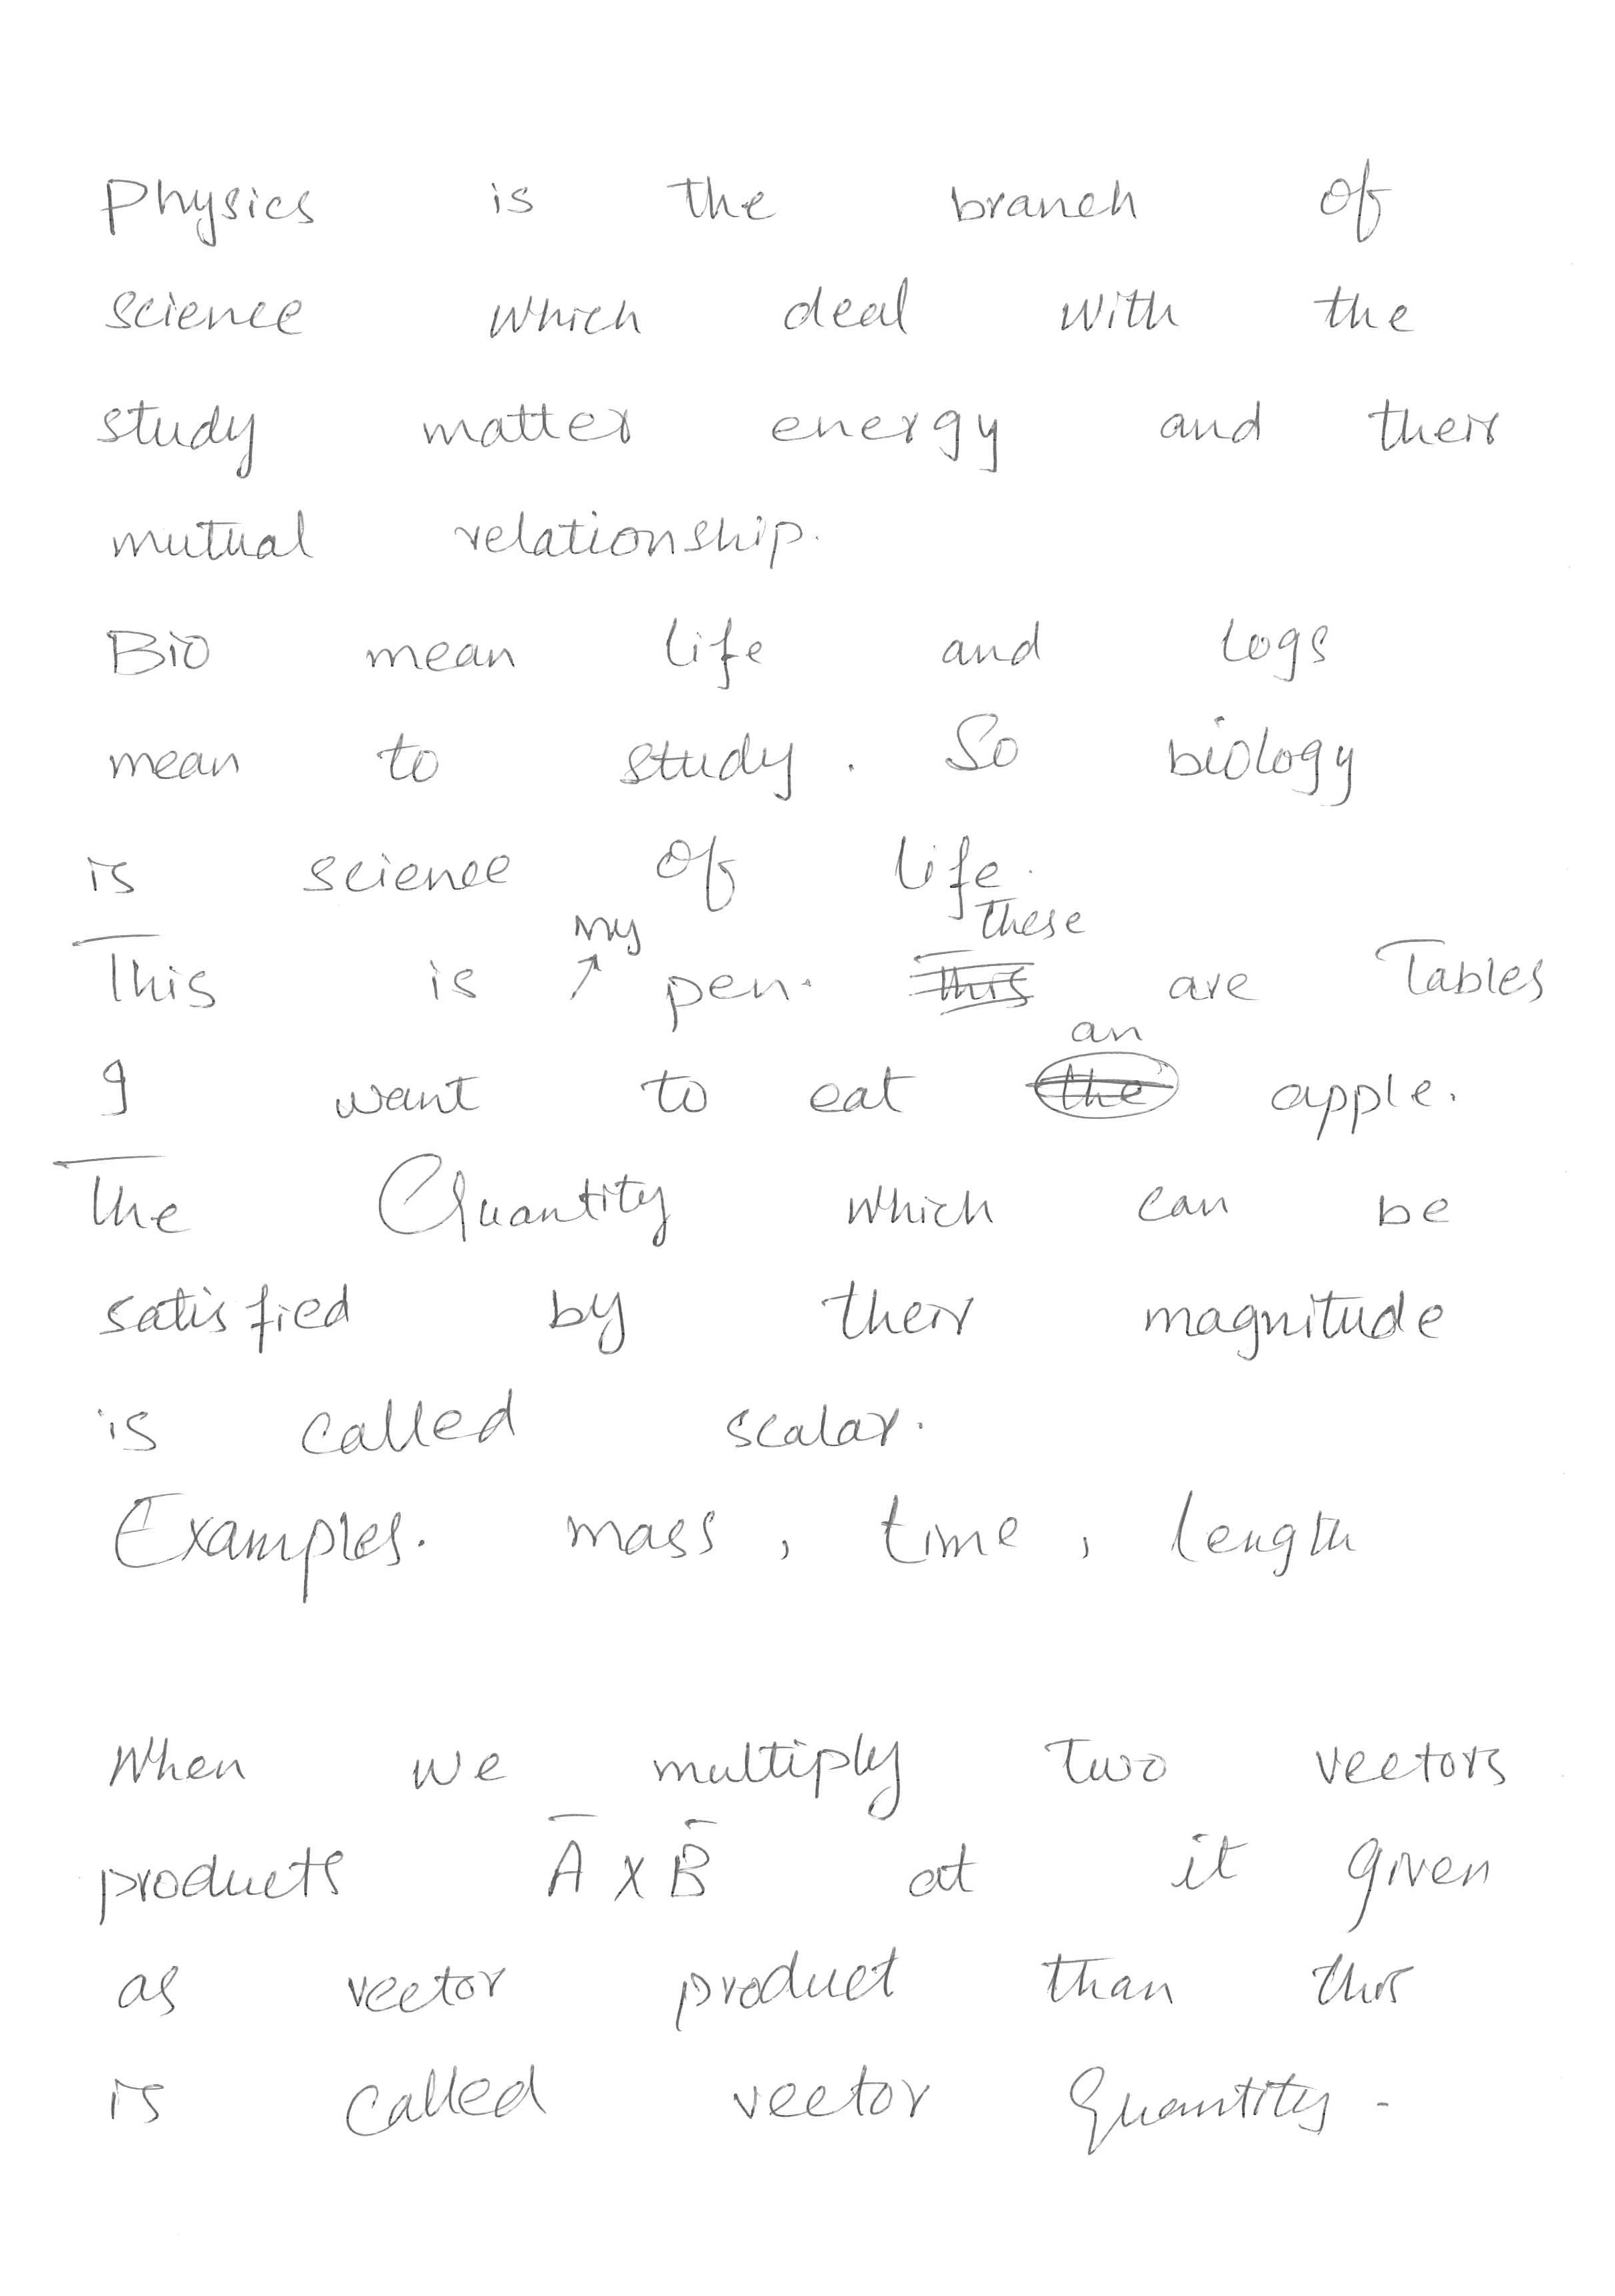 Physics is the branch of
science which deal with the
study matter energy and their
mutual relationship.
Bio mean life and logs
mean to study. So biology
is science of life.
This is my pen. these are Tables
I want to eat an apple.
The Quantity which can be
satisfied by their magnitude
is called scalar.
Examples. mass, time, length
When we multiply two vectors
products A̅ x B̅ at it given
as vector product than this
is called vector Quantity.